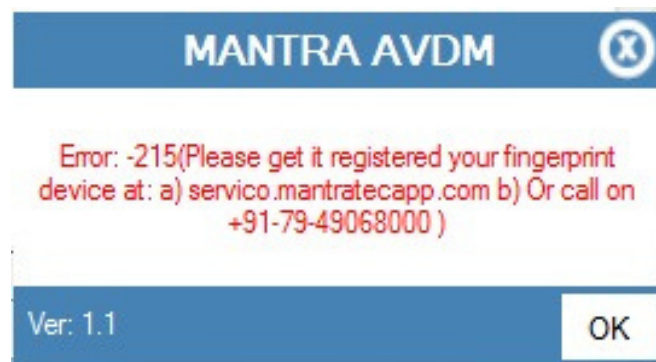 MANTRA AVDM
Error: -215(Please get it registered your fingerprint
device at: a) servico.mantratecapp.com b) Or call on
+91-79-49068000 )
Ver: 1.1
OK